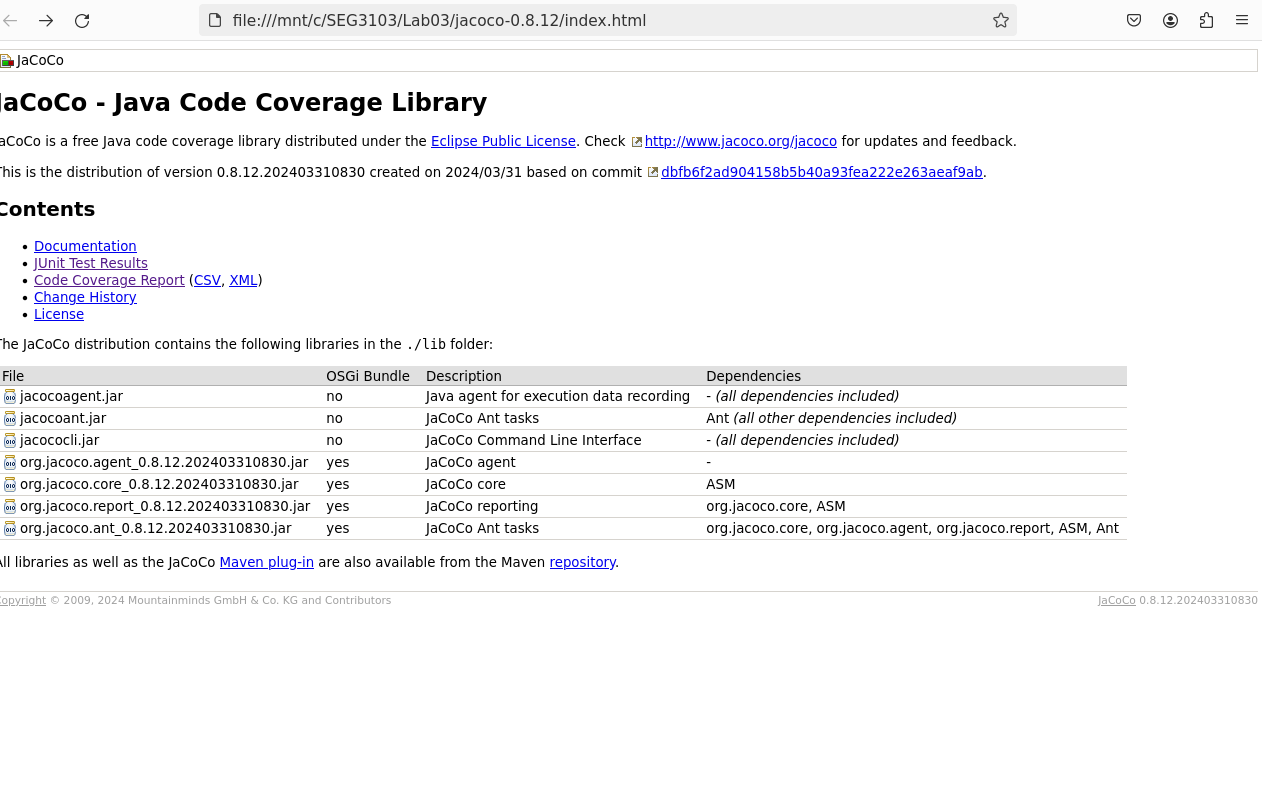 file:///mnt/c/SEG3103/Lab03/jacoco-0.8.12/index.html
JaCoCo
JaCoCo - Java Code Coverage Library
JaCoCo is a free Java code coverage library distributed under the Eclipse Public License. Check http://www.jacoco.org/jacoco for updates and feedback.
This is the distribution of version 0.8.12.202403310830 created on 2024/03/31 based on commit dbfb6f2ad904158b5b40a93fea222e263aeaf9ab.
Contents
• Documentation
• JUnit Test Results
• Code Coverage Report (CSV, XML)
• Change History
• License
The JaCoCo distribution contains the following libraries in the ./lib folder:
File OSGi Bundle Description Dependencies
jacocoagent.jar no Java agent for execution data recording - (all dependencies included)
jacocoant.jar no JaCoCo Ant tasks Ant (all other dependencies included)
jacococli.jar no JaCoCo Command Line Interface - (all dependencies included)
org.jacoco.agent_0.8.12.202403310830.jar yes JaCoCo agent -
org.jacoco.core_0.8.12.202403310830.jar yes JaCoCo core ASM
org.jacoco.report_0.8.12.202403310830.jar yes JaCoCo reporting org.jacoco.core, ASM
org.jacoco.ant_0.8.12.202403310830.jar yes JaCoCo Ant tasks org.jacoco.core, org.jacoco.agent, org.jacoco.report, ASM, Ant
All libraries as well as the JaCoCo Maven plug-in are also available from the Maven repository.
Copyright © 2009, 2024 Mountainminds GmbH & Co. KG and Contributors JaCoCo 0.8.12.202403310830